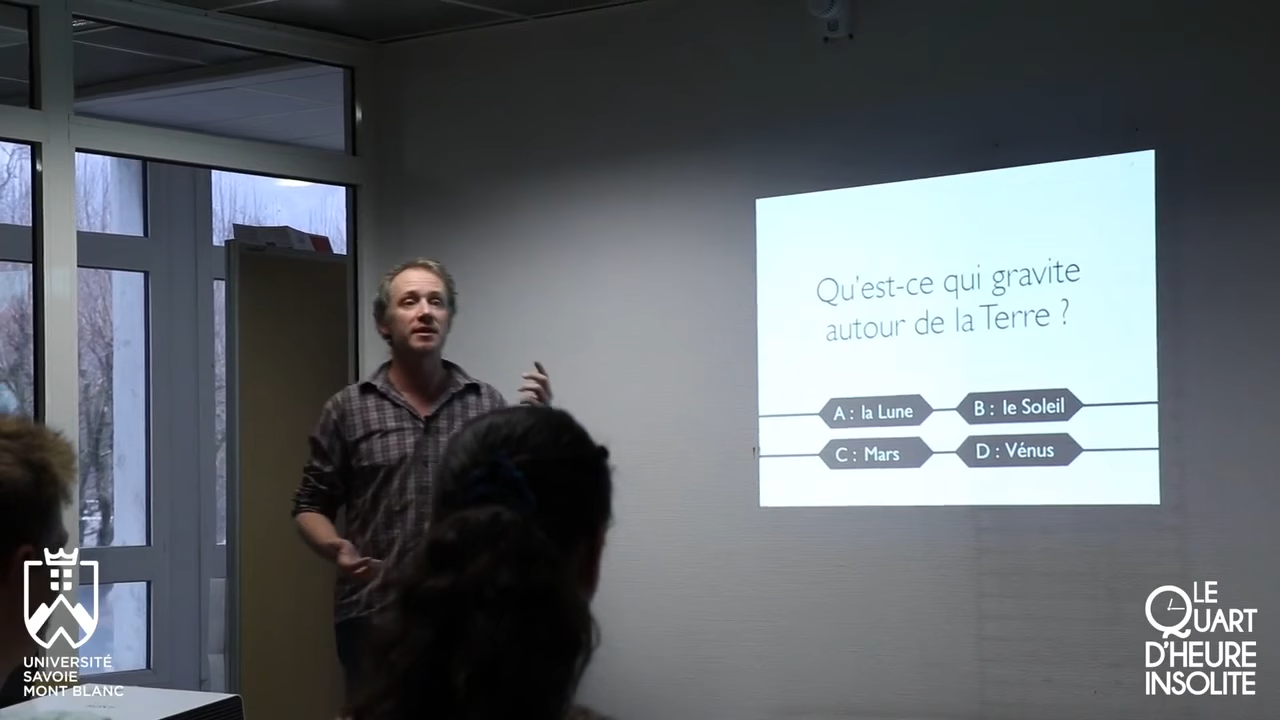 Qu'est-ce qui gravite
autour de la Terre ?
A : la Lune
B : le Soleil
C : Mars
D : Vénus
UNIVERSITÉ
SAVOIE
MONT BLANC
LE
QUART
D'HEURE
INSOLITE